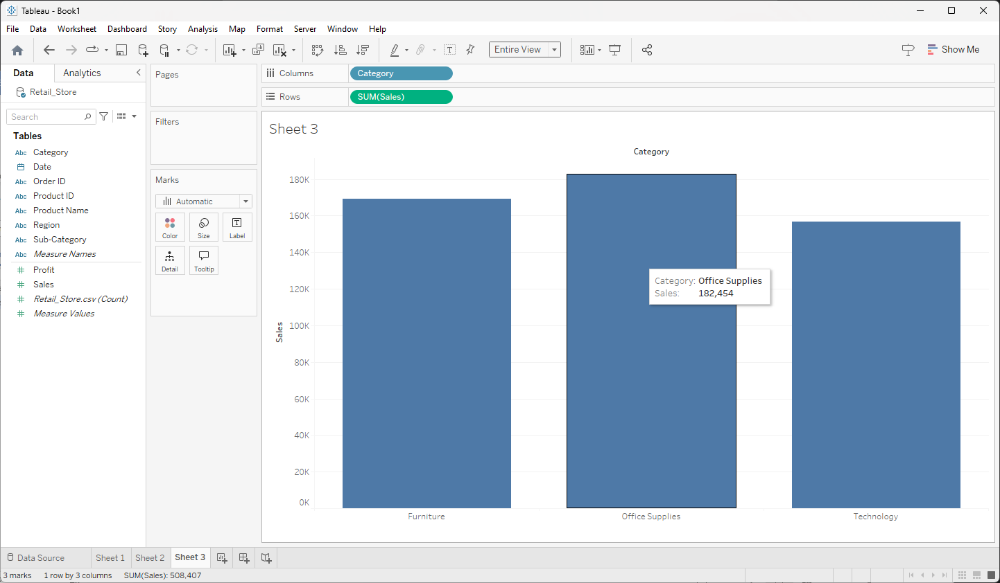 Tableau - Book1
File Data Worksheet Dashboard Story Analysis Map Format Server Window Help
Entire View
Show Me
Data Analytics
Retail_Store
Search
Tables
Abc Category
Date
Abc Order ID
Abc Product ID
Abc Product Name
Abc Region
Abc Sub-Category
Abc Measure Names
# Profit
# Sales
# Retail_Store.csv (Count)
# Measure Values
Pages
Filters
Marks
Automatic
Color Size Label
Detail Tooltip
Columns Category
Rows SUM(Sales)
Sheet 3
Category
Sales
180K
160K
140K
120K
100K
80K
60K
40K
20K
0K
Category: Office Supplies
Sales: 182,454
Furniture Office Supplies Technology
Data Source Sheet 1 Sheet 2 Sheet 3
3 marks 1 row by 3 columns SUM(Sales): 508,407